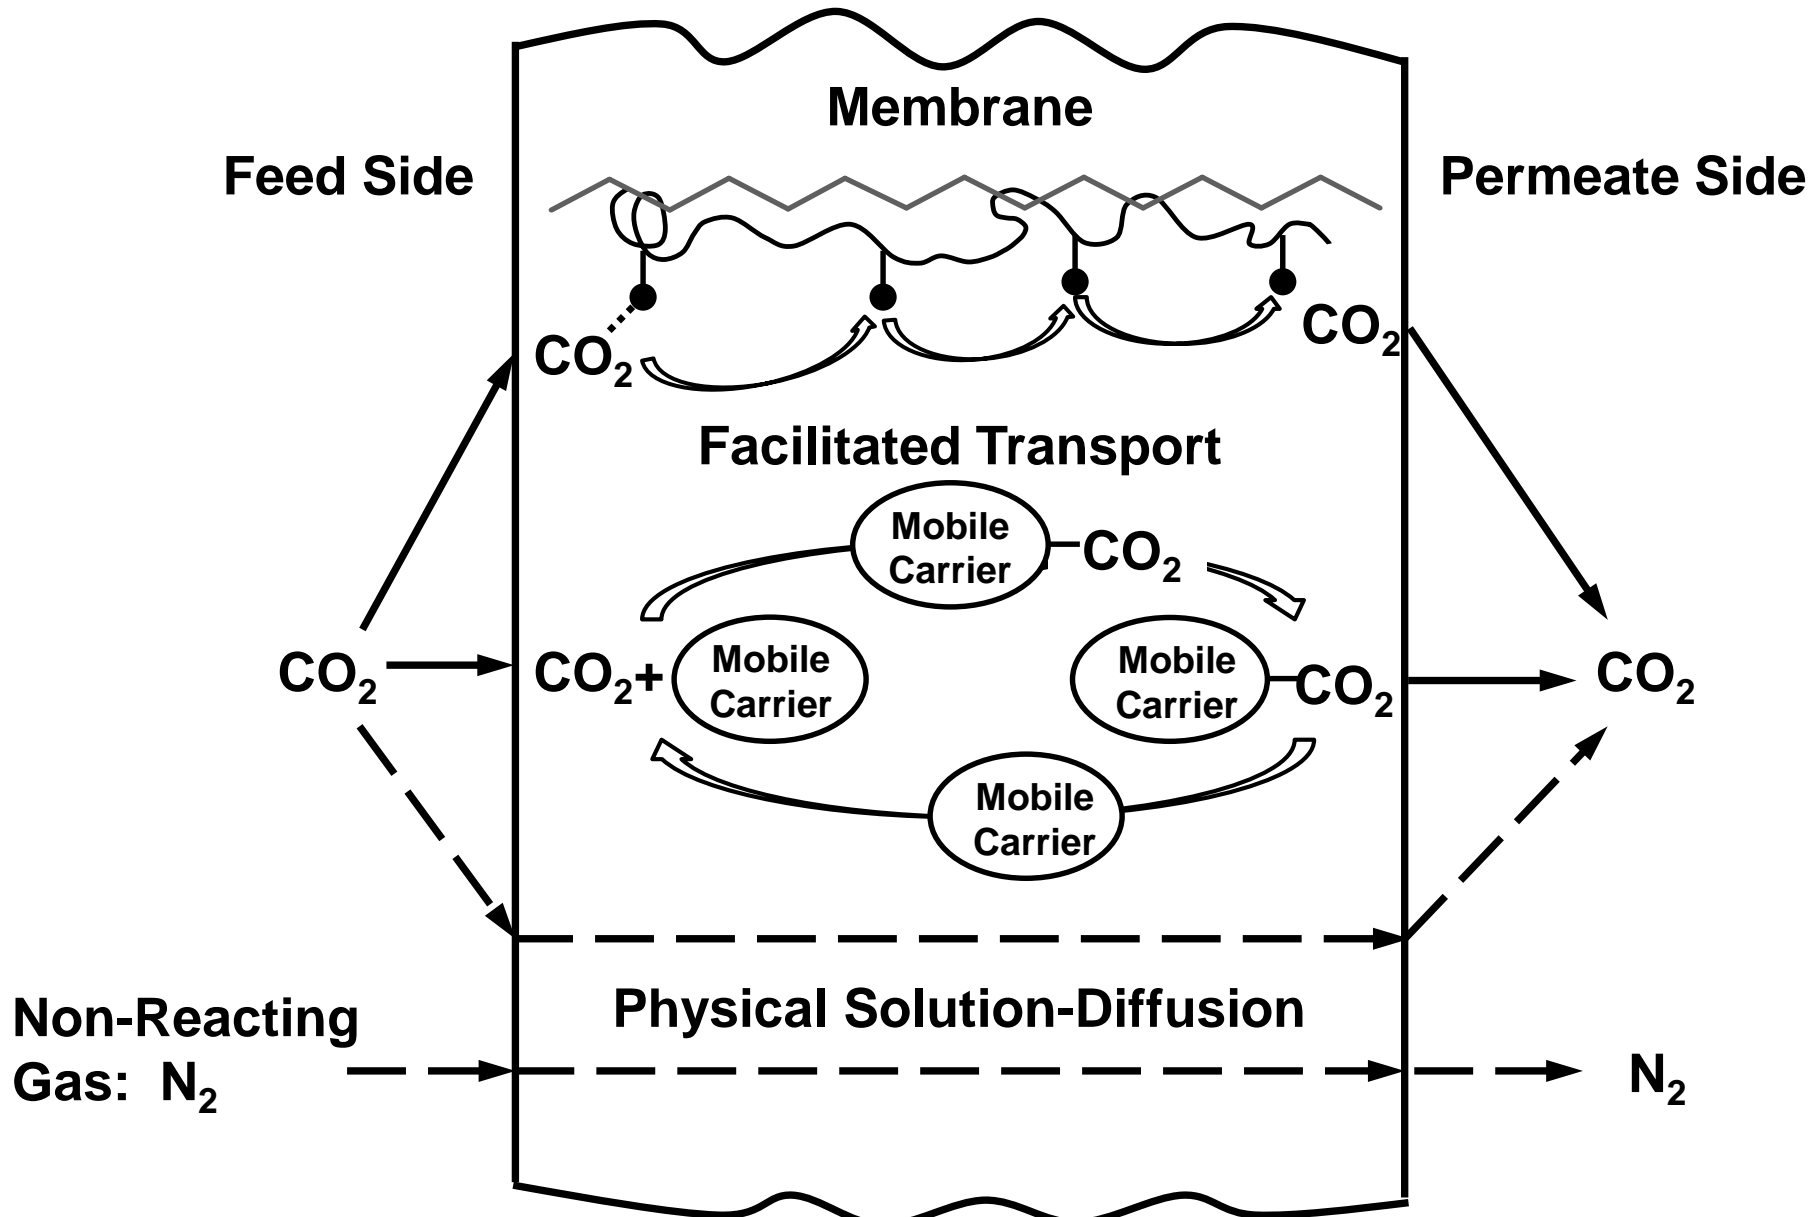 Membrane
Feed Side
Permeate Side
CO₂
CO₂
Facilitated Transport
Mobile
Carrier
CO₂
CO₂
CO₂+
Mobile
Carrier
Mobile
Carrier
CO₂
CO₂
Mobile
Carrier
Physical Solution-Diffusion
Non-Reacting
Gas: N₂
N₂